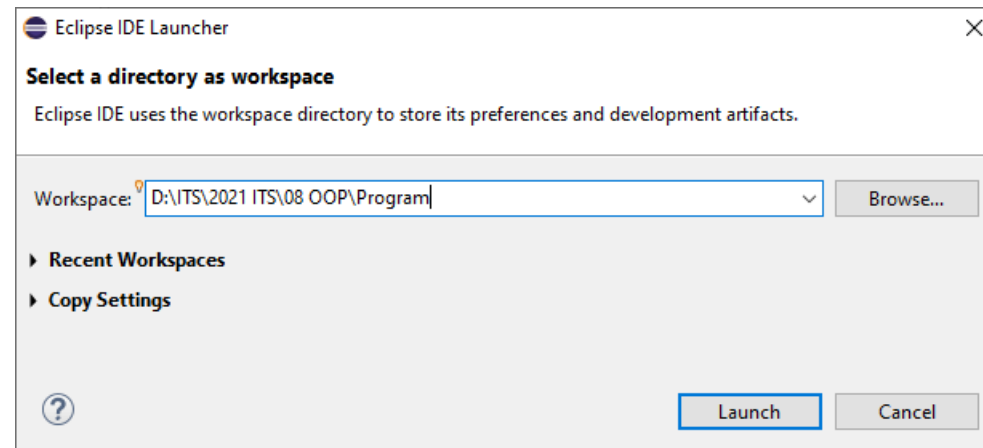 Eclipse IDE Launcher
Select a directory as workspace
Eclipse IDE uses the workspace directory to store its preferences and development artifacts.
Workspace: D:\ITS\2021 ITS\08 OOP\Program Browse...
Recent Workspaces
Copy Settings
? Launch Cancel